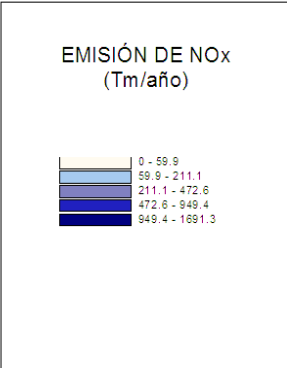 EMISIÓN DE NOx
(Tm/año)
0 - 59.9
59.9 - 211.1
211.1 - 472.6
472.6 - 949.4
949.4 - 1691.3